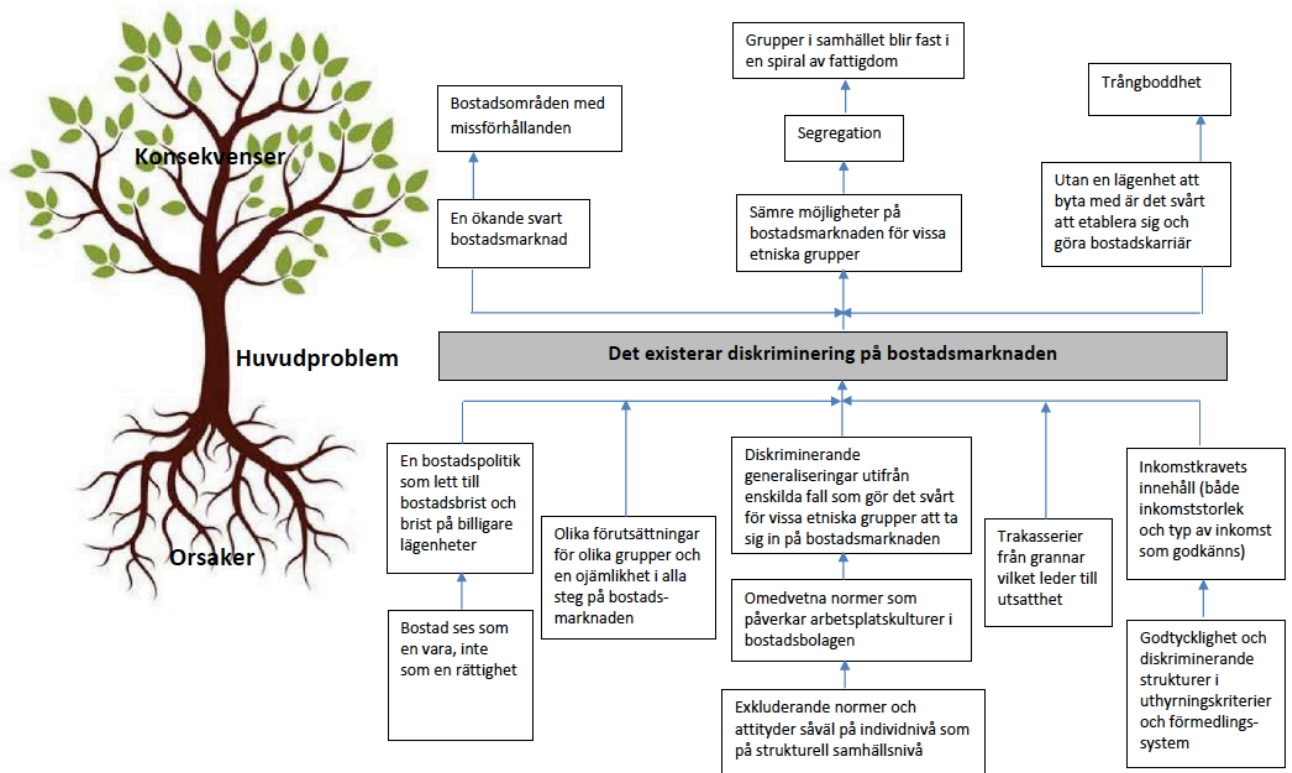 Konsekvenser
Huvudproblem
Orsaker
Grupper i samhället blir fast i
en spiral av fattigdom
Segregation
Sämre möjligheter på
bostadsmarknaden för vissa
etniska grupper
Bostadsområden med
missförhållanden
En ökande svart
bostadsmarknad
Trångboddhet
Utan en lägenhet att
byta med är det svårt
att etablera sig och
göra bostadskarriär
Det existerar diskriminering på bostadsmarknaden
En bostadspolitik
som lett till
bostadsbrist och
brist på billigare
lägenheter
Bostad ses som
en vara, inte
som en rättighet
Olika förutsättningar
för olika grupper och
en ojämlikhet i alla
steg på bostads-
marknaden
Diskriminerande
generaliseringar utifrån
enskilda fall som gör det svårt
för vissa etniska grupper att ta
sig in på bostadsmarknaden
Omedvetna normer som
påverkar arbetsplatskulturer i
bostadsbolagen
Exkluderande normer och
attityder såväl på individnivå som
på strukturell samhällsnivå
Trakasserier
från grannar
vilket leder till
utsatthet
Inkomstkravets
innehåll (både
inkomststorlek
och typ av inkomst
som godkänns)
Godtycklighet och
diskriminerande
strukturer i
uthyrningskriterier
och förmedlings-
system